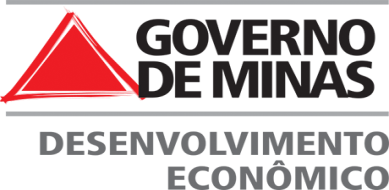 GOVERNO
DE MINAS
DESENVOLVIMENTO
ECONÔMICO